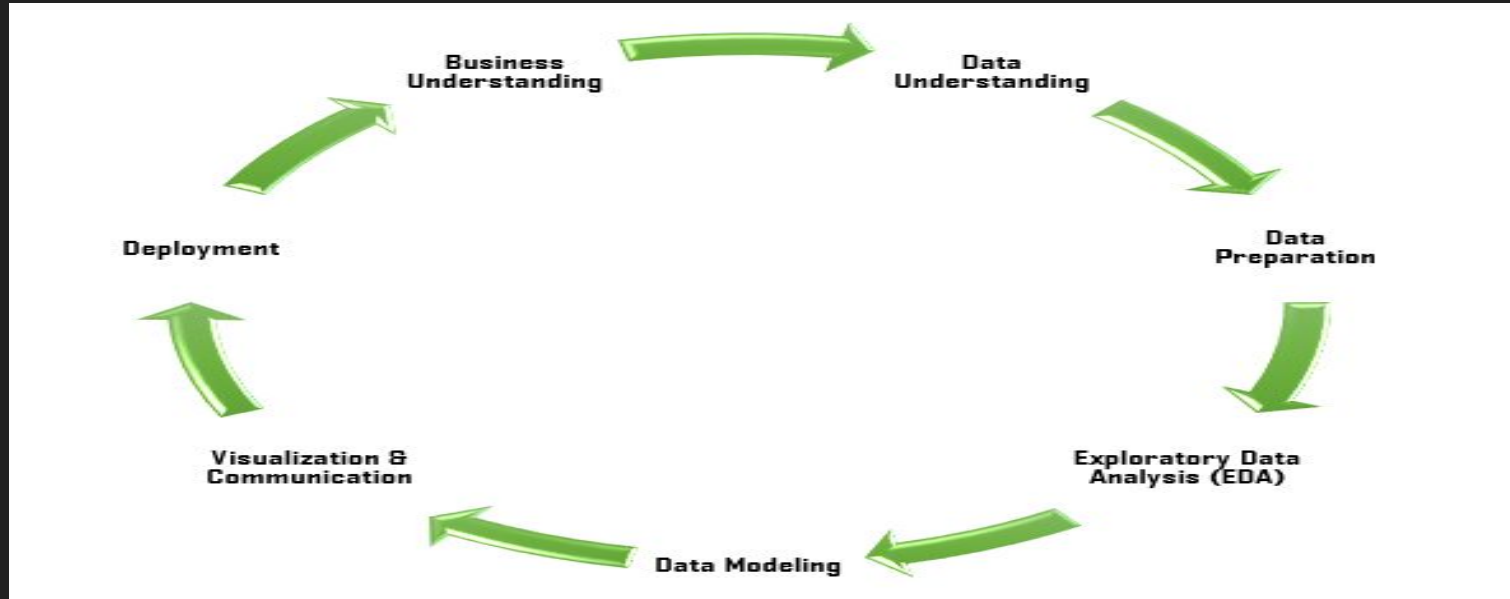 Business
Understanding
Data
Understanding
Data
Preparation
Exploratory Data
Analysis (EDA)
Data Modeling
Visualization &
Communication
Deployment